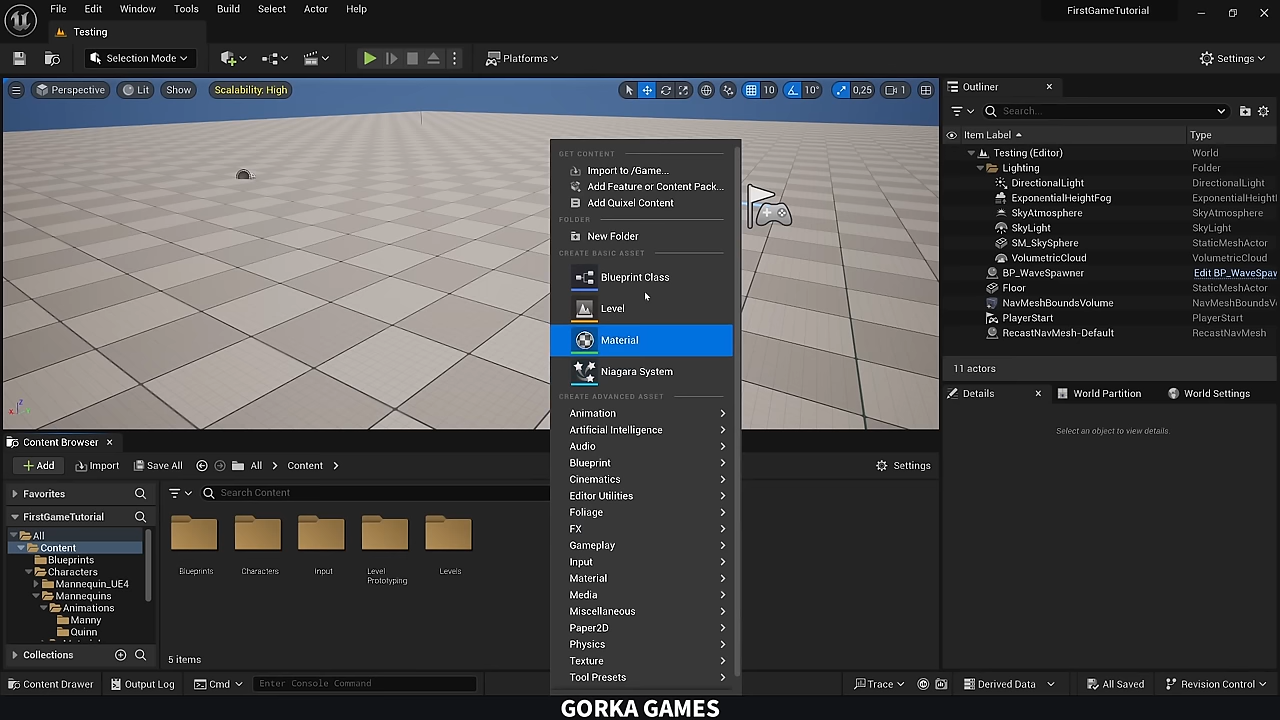 File Edit Window Tools Build Select Actor Help
FirstGameTutorial
Testing
Selection Mode
Platforms
Settings
Perspective Lit Show Scalability: High
10 10° 0,25 1
Outliner
Search...
Item Label Type
Testing (Editor) World
Lighting Folder
DirectionalLight DirectionalLight
ExponentialHeightFog ExponentialHeight
SkyAtmosphere SkyAtmosphere
SkyLight SkyLight
SM_SkySphere StaticMeshActor
VolumetricCloud VolumetricCloud
BP_WaveSpawner Edit BP_WaveSpav
Floor StaticMeshActor
NavMeshBoundsVolume NavMeshBoundsV
PlayerStart PlayerStart
RecastNavMesh-Default RecastNavMesh
11 actors
Details World Partition World Settings
Select an object to view details.
GET CONTENT
Import to /Game...
Add Feature or Content Pack...
Add Quixel Content
FOLDER
New Folder
CREATE BASIC ASSET
Blueprint Class
Level
Material
Niagara System
CREATE ADVANCED ASSET
Animation
Artificial Intelligence
Audio
Blueprint
Cinematics
Editor Utilities
Foliage
FX
Gameplay
Input
Material
Media
Miscellaneous
Paper2D
Physics
Texture
Tool Presets
Content Browser
Add Import Save All All Content Settings
Favorites
Search Content
FirstGameTutorial
All
Content
Blueprints
Characters
Mannequin_UE4
Mannequins
Animations
Manny
Quinn
Collections
Blueprints Characters Input Level Prototyping Levels
5 items
Content Drawer Output Log Cmd Enter Console Command
Trace Derived Data All Saved Revision Control
GORKA GAMES